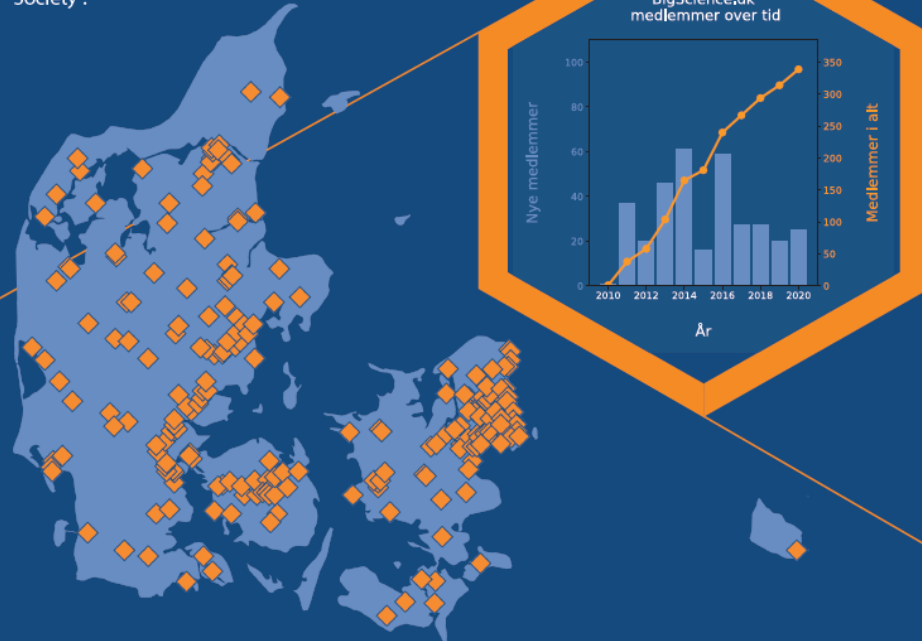 Society .
BigScience.dk
medlemmer over tid
Nye medlemmer
100
80
60
40
20
0
350
300
250
200
150
100
50
0
Medlemmer i alt
2010 2012 2014 2016 2018 2020
År